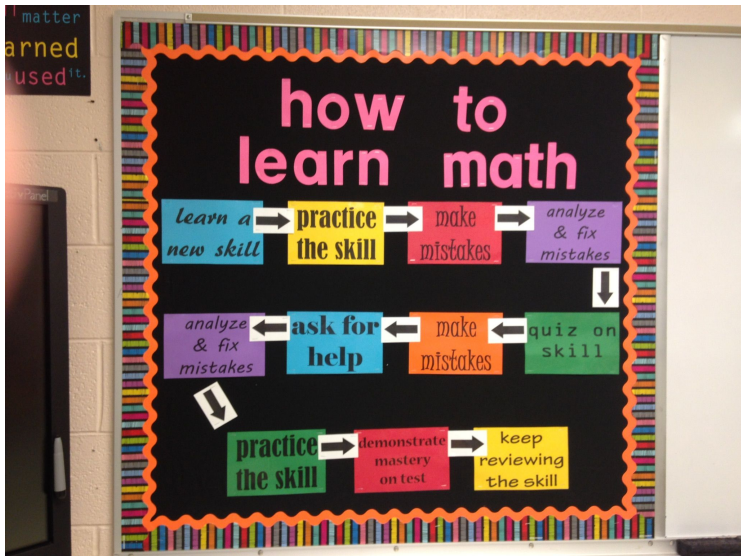 matter
arned
used it.
Panel
how to
learn math
learn a
new skill
practice
the skill
make
mistakes
analyze
& fix
mistakes
quiz on
skill
make
mistakes
ask for
help
analyze
& fix
mistakes
practice
the skill
demonstrate
mastery
on test
keep
reviewing
the skill